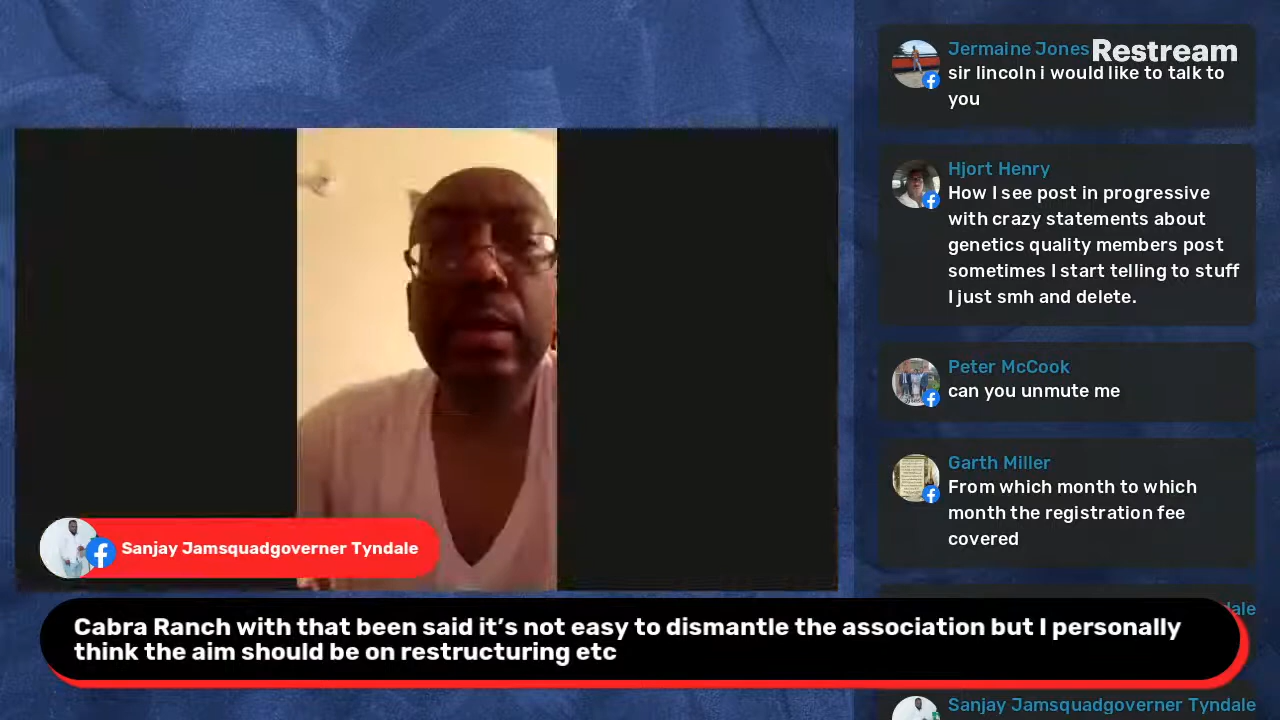 Jermaine Jones
Restream
sir lincoln i would like to talk to
you
Hjort Henry
How I see post in progressive
with crazy statements about
genetics quality members post
sometimes I start telling to stuff
I just smh and delete.
Peter McCook
can you unmute me
Garth Miller
From which month to which
month the registration fee
covered
Sanjay Jamsquadgoverner Tyndale
Cabra Ranch with that been said it’s not easy to dismantle the association but I personally
think the aim should be on restructuring etc
Sanjay Jamsquadgoverner Tyndale